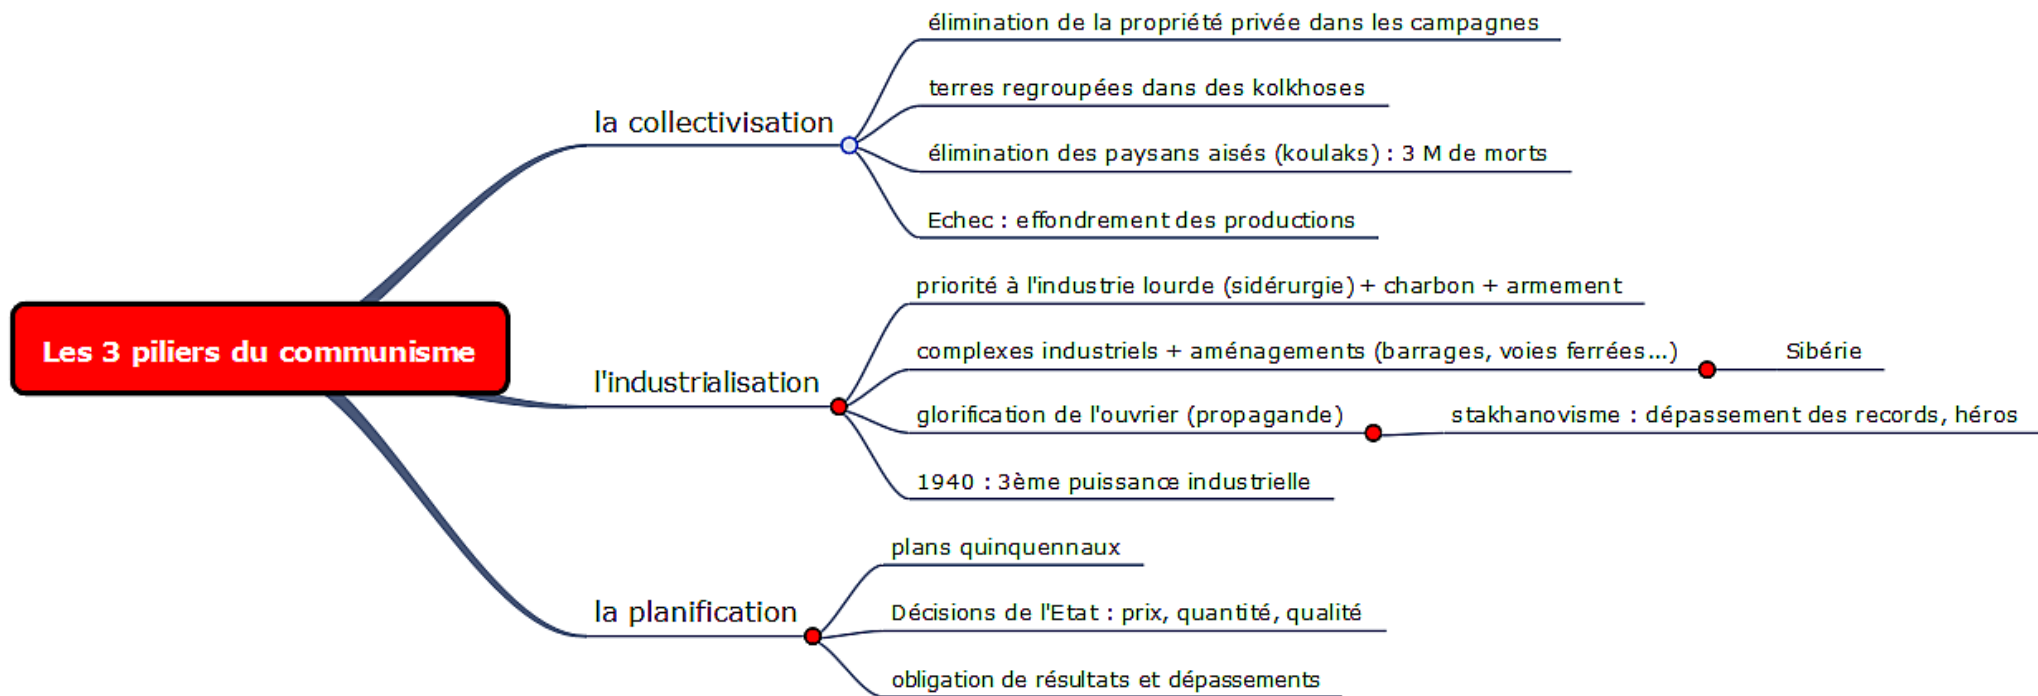 Les 3 piliers du communisme
la collectivisation
élimination de la propriété privée dans les campagnes
terres regroupées dans des kolkhoses
élimination des paysans aisés (koulaks) : 3 M de morts
Echec : effondrement des productions
l'industrialisation
priorité à l'industrie lourde (sidérurgie) + charbon + armement
complexes industriels + aménagements (barrages, voies ferrées...)
Sibérie
glorification de l'ouvrier (propagande)
stakhanovisme : dépassement des records, héros
1940 : 3ème puissance industrielle
la planification
plans quinquennaux
Décisions de l'Etat : prix, quantité, qualité
obligation de résultats et dépassements